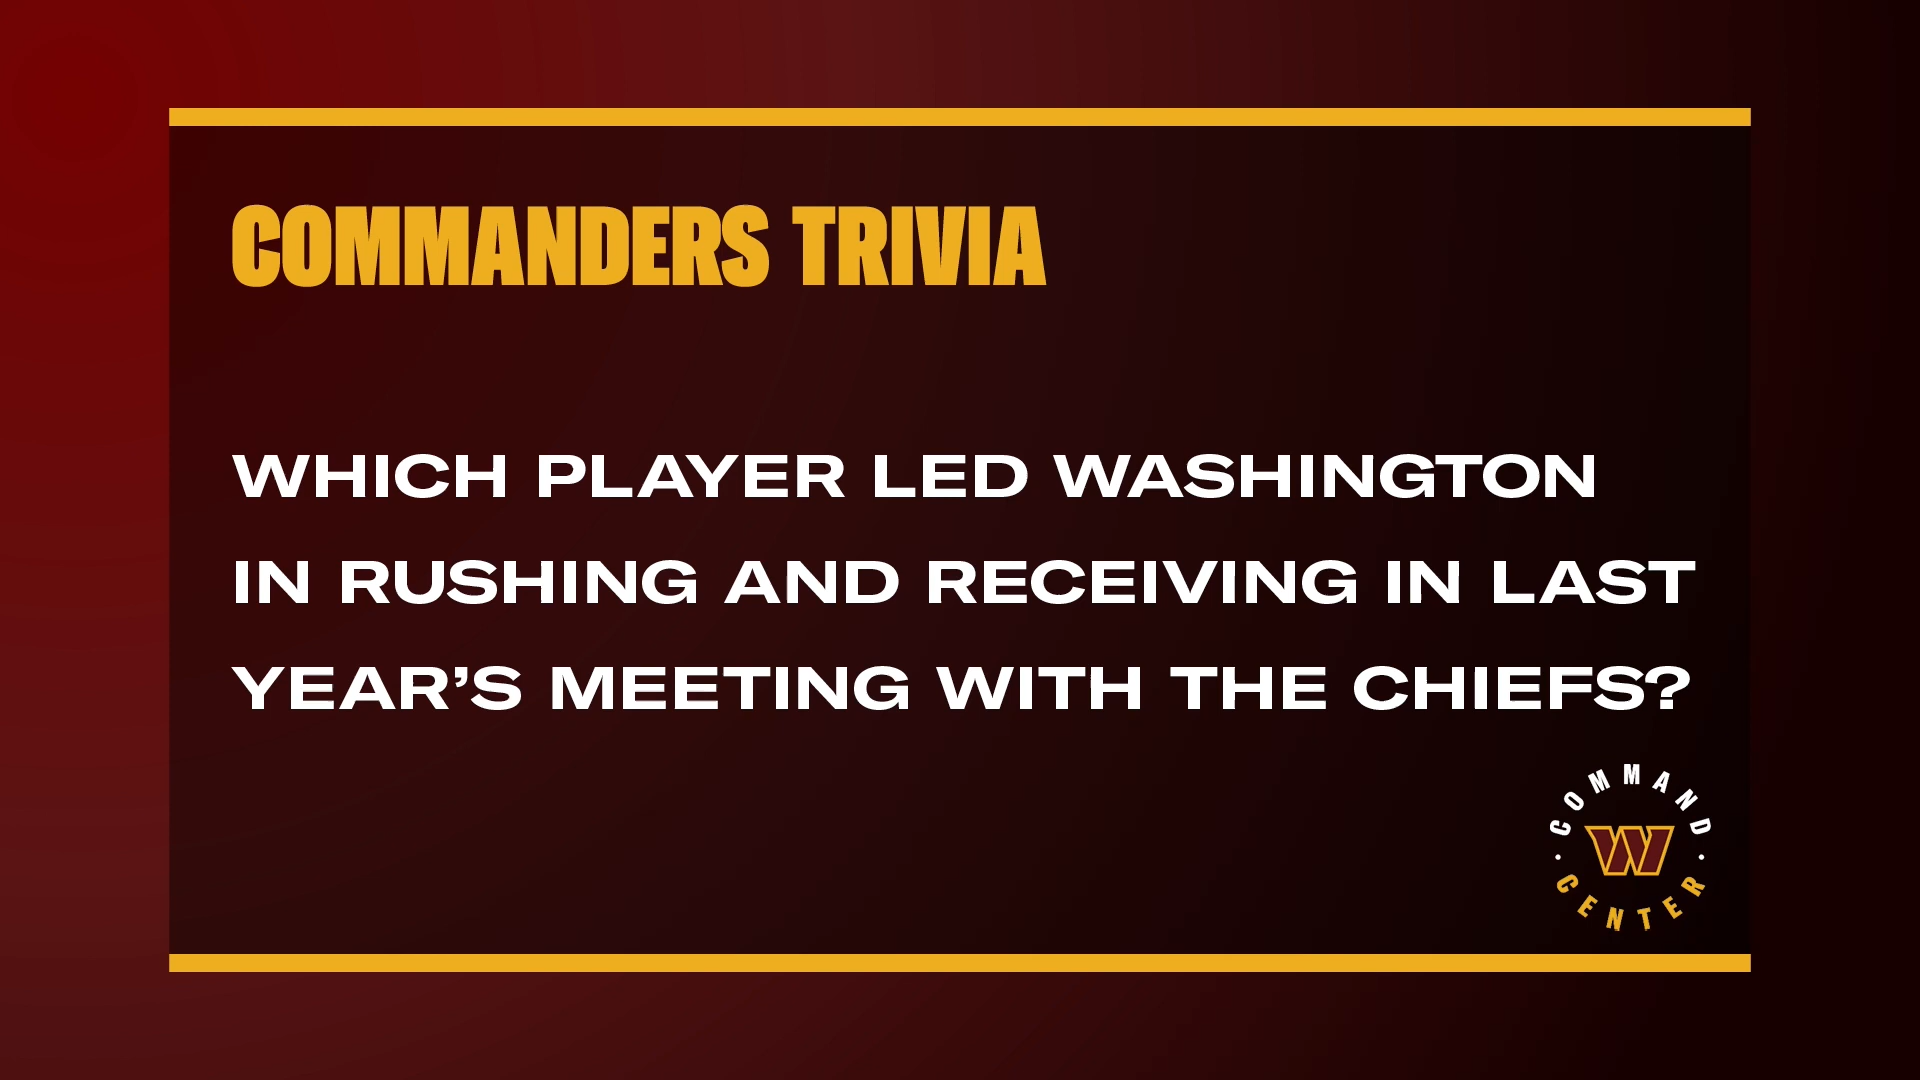 COMMANDERS TRIVIA
WHICH PLAYER LED WASHINGTON
IN RUSHING AND RECEIVING IN LAST
YEAR’S MEETING WITH THE CHIEFS?
COMMAND
W
CENTER